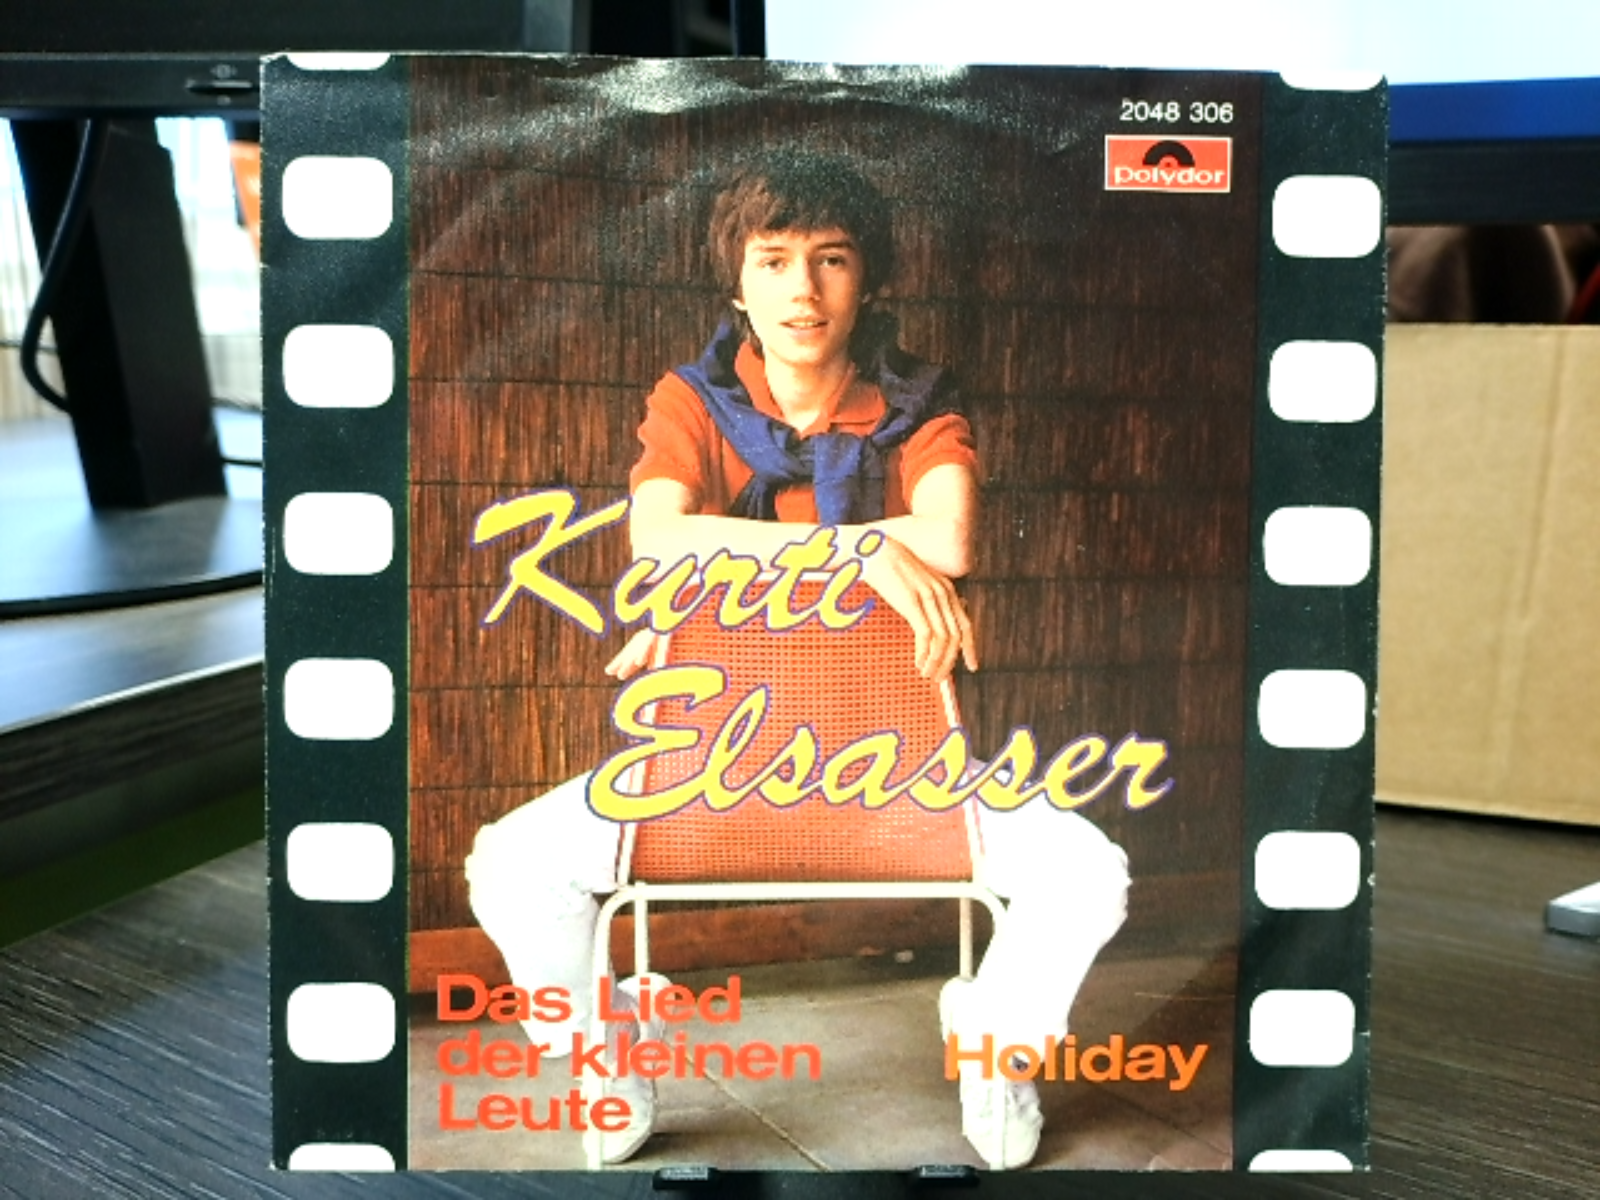 2048 306
polydor
Kurti
Elsasser
Das Lied
der kleinen
Leute
Holiday